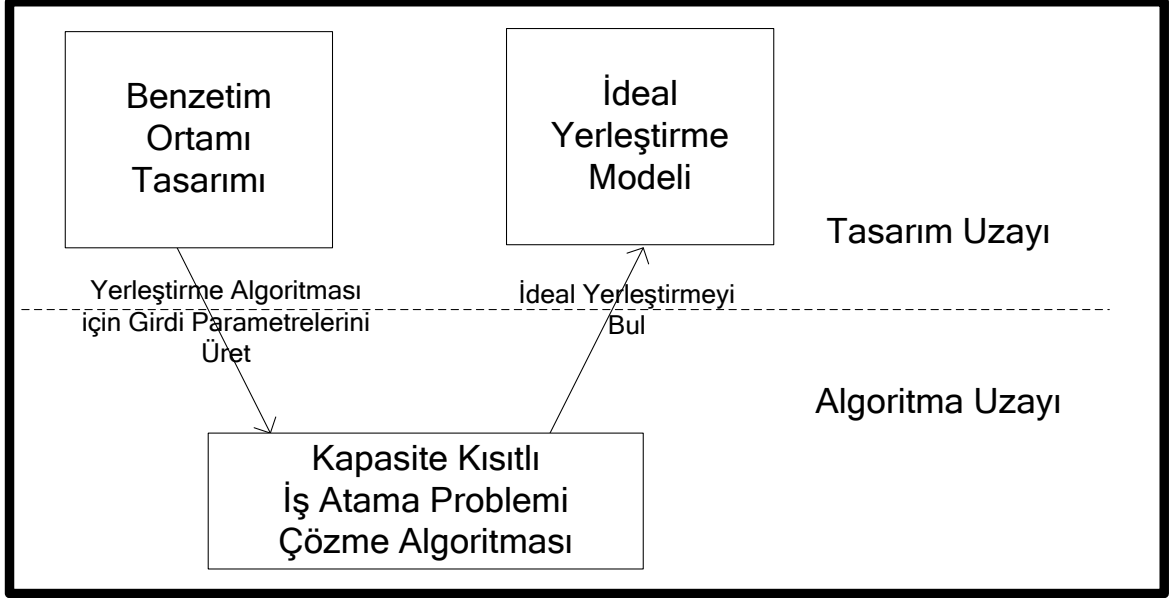 Benzetim
Ortamı
Tasarımı
İdeal
Yerleştirme
Modeli
Tasarım Uzayı
Yerleştirme Algoritması
için Girdi Parametrelerini
Üret
İdeal Yerleştirmeyi
Bul
Algoritma Uzayı
Kapasite Kısıtlı
İş Atama Problemi
Çözme Algoritması